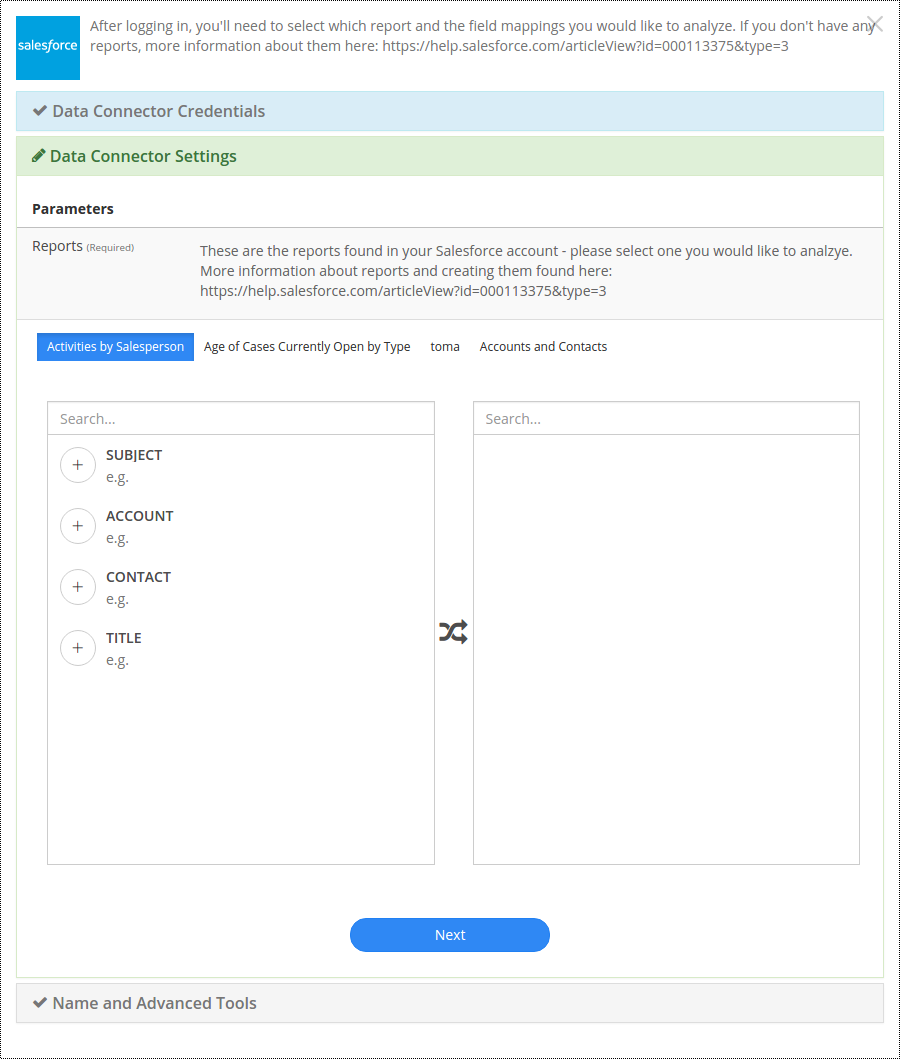 salesforce
After logging in, you'll need to select which report and the field mappings you would like to analyze. If you don't have any
reports, more information about them here: https://help.salesforce.com/articleView?id=000113375&type=3
Data Connector Credentials
Data Connector Settings
Parameters
Reports (Required)
These are the reports found in your Salesforce account - please select one you would like to analzye.
More information about reports and creating them found here:
https://help.salesforce.com/articleView?id=000113375&type=3
Activities by Salesperson Age of Cases Currently Open by Type toma Accounts and Contacts
Search... Search...
SUBJECT
e.g.
ACCOUNT
e.g.
CONTACT
e.g.
TITLE
e.g.
Next
Name and Advanced Tools